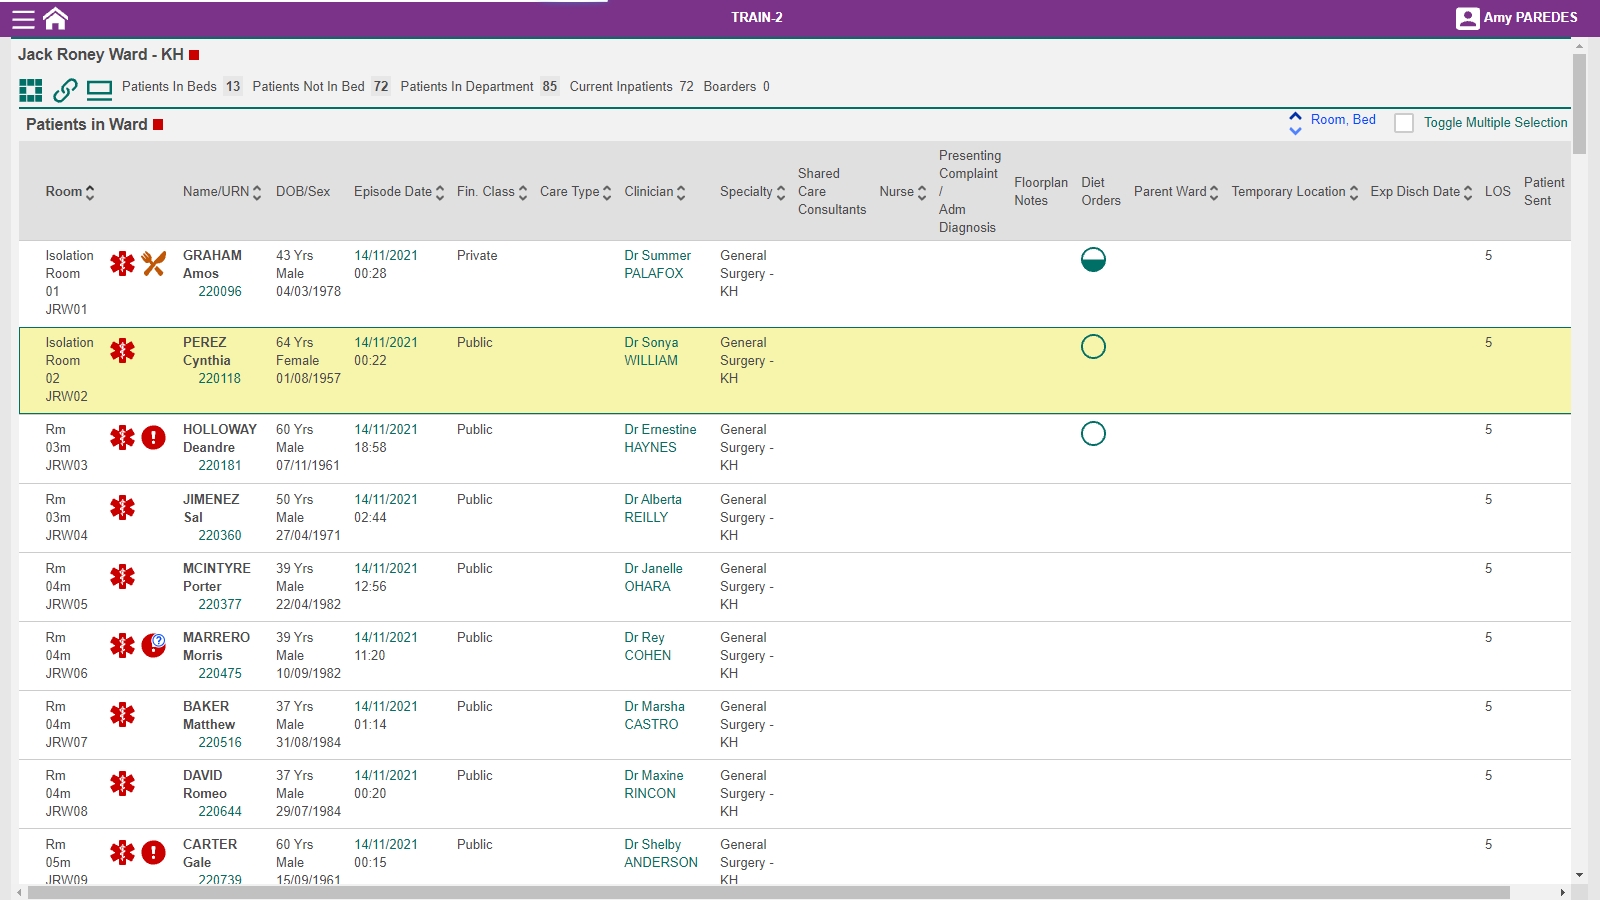 TRAIN-2
Amy PAREDES
Jack Roney Ward - KH
Patients In Beds 13 Patients Not In Bed 72 Patients In Department 85 Current Inpatients 72 Boarders 0
Patients in Ward
Room, Bed
Toggle Multiple Selection
Room
Name/URN
DOB/Sex
Episode Date
Fin. Class
Care Type
Clinician
Specialty
Shared
Care
Consultants
Nurse
Presenting
Complaint
/
Adm
Diagnosis
Floorplan
Notes
Diet
Orders
Parent Ward
Temporary Location
Exp Disch Date
LOS
Patient
Sent
Isolation GRAHAM 43 Yrs 14/11/2021 Private Dr Summer General 5
Room Amos Male 00:28 PALAFOX Surgery -
01 220096 04/03/1978 KH
JRW01
Isolation PEREZ 64 Yrs 14/11/2021 Public Dr Sonya General 5
Room Cynthia Female 00:22 WILLIAM Surgery -
02 220118 01/08/1957 KH
JRW02
Rm HOLLOWAY 60 Yrs 14/11/2021 Public Dr Ernestine General 5
03m Deandre Male 18:58 HAYNES Surgery -
JRW03 220181 07/11/1961 KH
Rm JIMENEZ 50 Yrs 14/11/2021 Public Dr Alberta General 5
03m Sal Male 02:44 REILLY Surgery -
JRW04 220360 27/04/1971 KH
Rm MCINTYRE 39 Yrs 14/11/2021 Public Dr Janelle General 5
04m Porter Male 12:56 OHARA Surgery -
JRW05 220377 22/04/1982 KH
Rm MARRERO 39 Yrs 14/11/2021 Public Dr Rey General 5
04m Morris Male 11:20 COHEN Surgery -
JRW06 220475 10/09/1982 KH
Rm BAKER 37 Yrs 14/11/2021 Public Dr Marsha General 5
04m Matthew Male 01:14 CASTRO Surgery -
JRW07 220516 31/08/1984 KH
Rm DAVID 37 Yrs 14/11/2021 Public Dr Maxine General 5
04m Romeo Male 00:20 RINCON Surgery -
JRW08 220644 29/07/1984 KH
Rm CARTER 60 Yrs 14/11/2021 Public Dr Shelby General 5
05m Gale Male 00:15 ANDERSON Surgery -
JRW09 220739 15/09/1961 KH